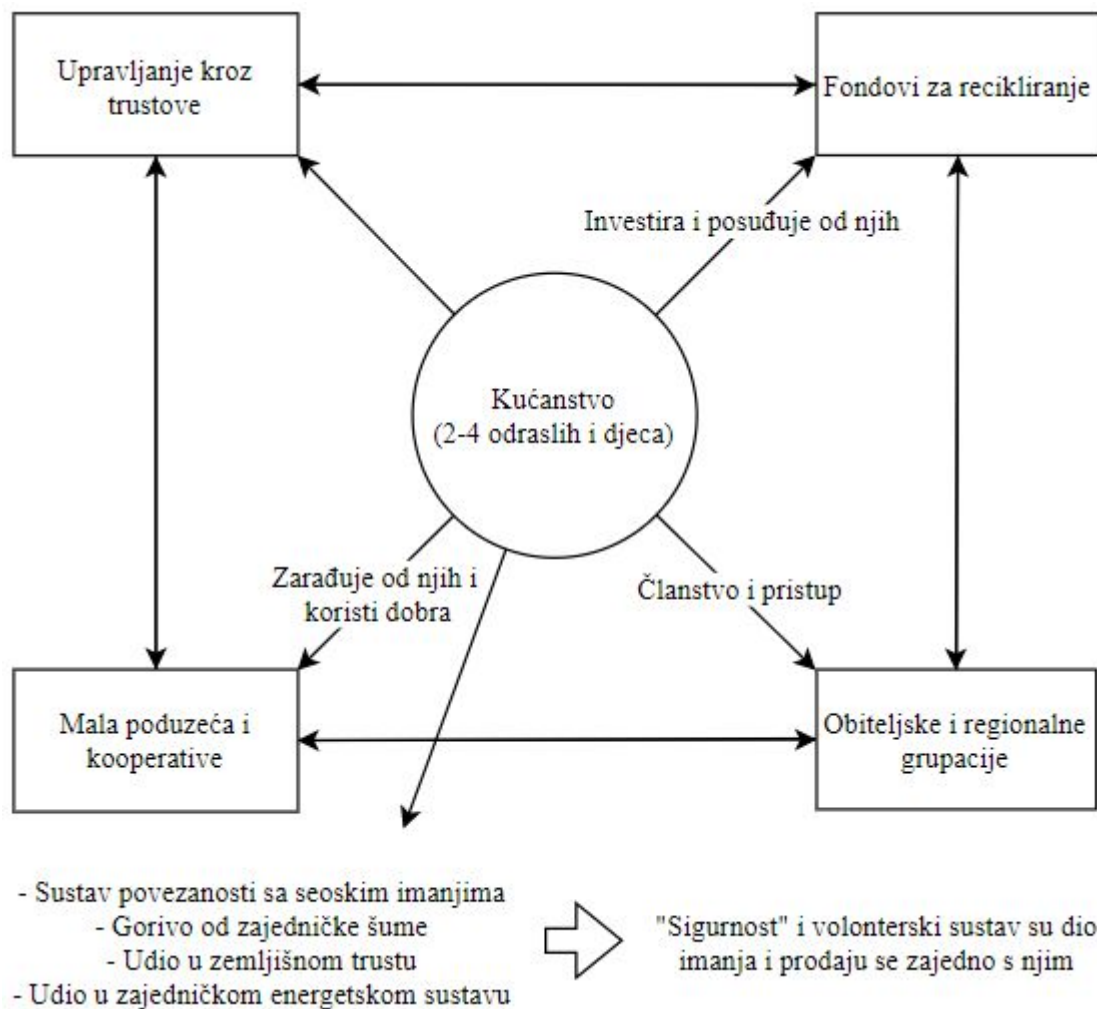 Upravljanje kroz
trustove
Fondovi za recikliranje
Investira i posuđuje od njih
Kućanstvo
(2-4 odraslih i djeca)
Zarađuje od njih i
koristi dobra
Članstvo i pristup
Mala poduzeća i
kooperative
Obiteljske i regionalne
grupacije
- Sustav povezanosti sa seoskim imanjima
- Gorivo od zajedničke šume
- Udio u zemljišnom trustu
- Udio u zajedničkom energetskom sustavu
"Sigurnost" i volonterski sustav su dio
imanja i prodaju se zajedno s njim